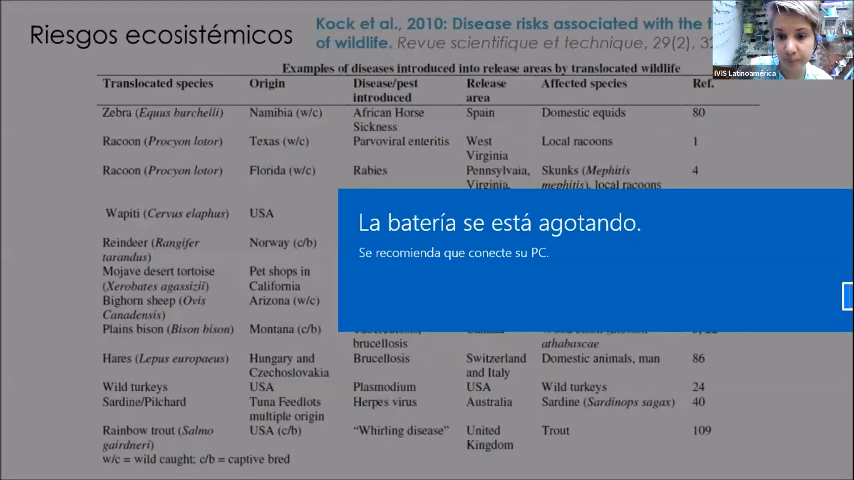 Riesgos ecosistémicos
Kock et al., 2010: Disease risks associated with the
of wildlife. Revue scientifique et technique, 29(2),
IVIS Latinoamérica
Examples of diseases introduced into release areas by translocated wildlife
Translocated species Origin Disease/pest introduced Release area Affected species Ref.
Zebra (Equus burchelli) Namibia (w/c) African Horse Sickness Spain Domestic equids 80
Racoon (Procyon lotor) Texas (w/c) Parvoviral enteritis West Virginia Local racoons 1
Racoon (Procyon lotor) Florida (w/c) Rabies Pennsylvaia, Virginia, Skunks (Mephitis mephitis), local racoons 4
Wapiti (Cervus elaphus) USA
Reindeer (Rangifer tarandus) Norway (c/b)
Mojave desert tortoise (Xerobates agassizii) Pet shops in California
Bighorn sheep (Ovis Canadensis) Arizona (w/c)
Plains bison (Bison bison) Montana (c/b) brucellosis athabascae
Hares (Lepus europaeus) Hungary and Czechoslovakia Brucellosis Switzerland and Italy Domestic animals, man 86
Wild turkeys USA Plasmodium USA Wild turkeys 24
Sardine/Pilchard Tuna Feedlots multiple origin Herpes virus Australia Sardine (Sardinops sagax) 40
Rainbow trout (Salmo gairdneri) USA (c/b) “Whirling disease” United Kingdom Trout 109
w/c = wild caught; c/b = captive bred
La batería se está agotando.
Se recomienda que conecte su PC.